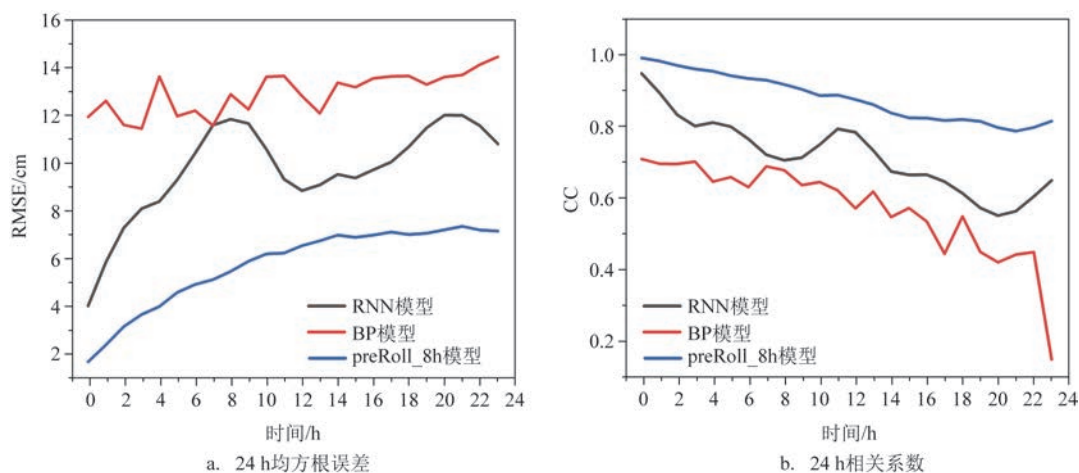 16
14
12
10
8
6
4
2
RMSE/cm
RNN模型
BP模型
preRoll_8h模型
0 2 4 6 8 10 12 14 16 18 20 22 24
时间/h
a. 24 h均方根误差
1.0
0.8
0.6
0.4
0.2
CC
RNN模型
BP模型
preRoll_8h模型
0 2 4 6 8 10 12 14 16 18 20 22 24
时间/h
b. 24 h相关系数